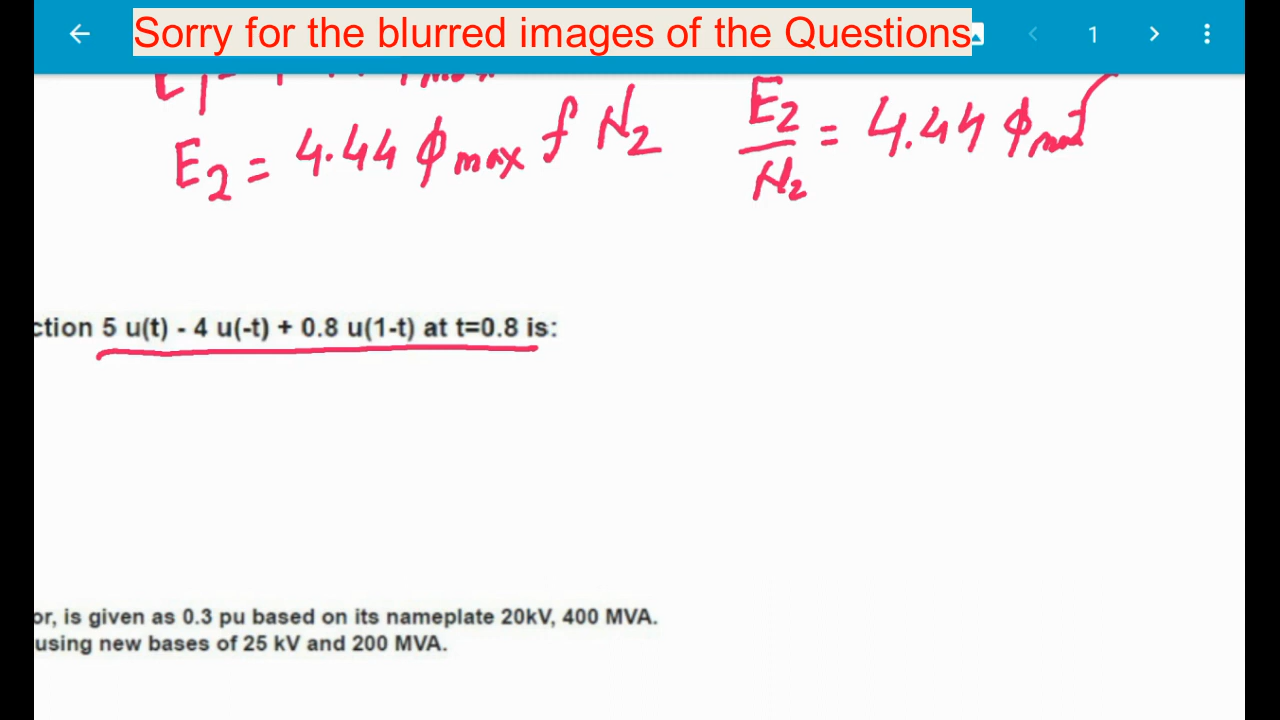 Sorry for the blurred images of the Questions
1
E2 = 4.44 ϕmax f N2
E2/N2 = 4.44 ϕmax f
ction 5 u(t) - 4 u(-t) + 0.8 u(1-t) at t=0.8 is:
or, is given as 0.3 pu based on its nameplate 20kV, 400 MVA.
using new bases of 25 kV and 200 MVA.